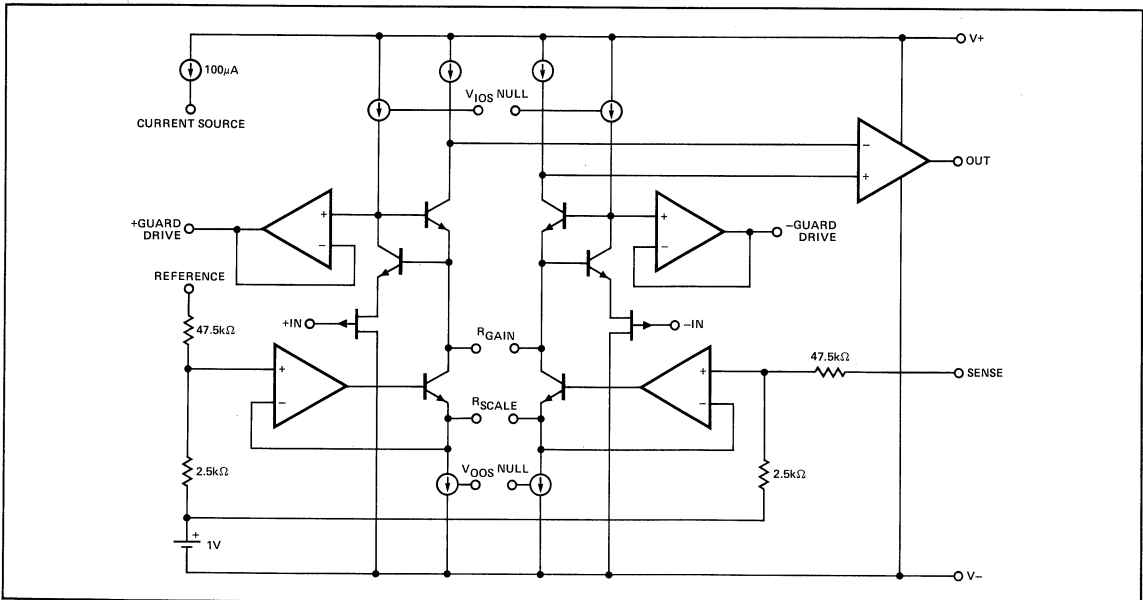 V+
100μA
VIOS NULL
CURRENT SOURCE
−
OUT
+
+GUARD
DRIVE
+
−
+
−
−GUARD
DRIVE
REFERENCE
+IN
−IN
47.5kΩ
RGAIN
47.5kΩ
+
−
+
−
SENSE
RSCALE
2.5kΩ
VOOS NULL
2.5kΩ
+
1V
V−